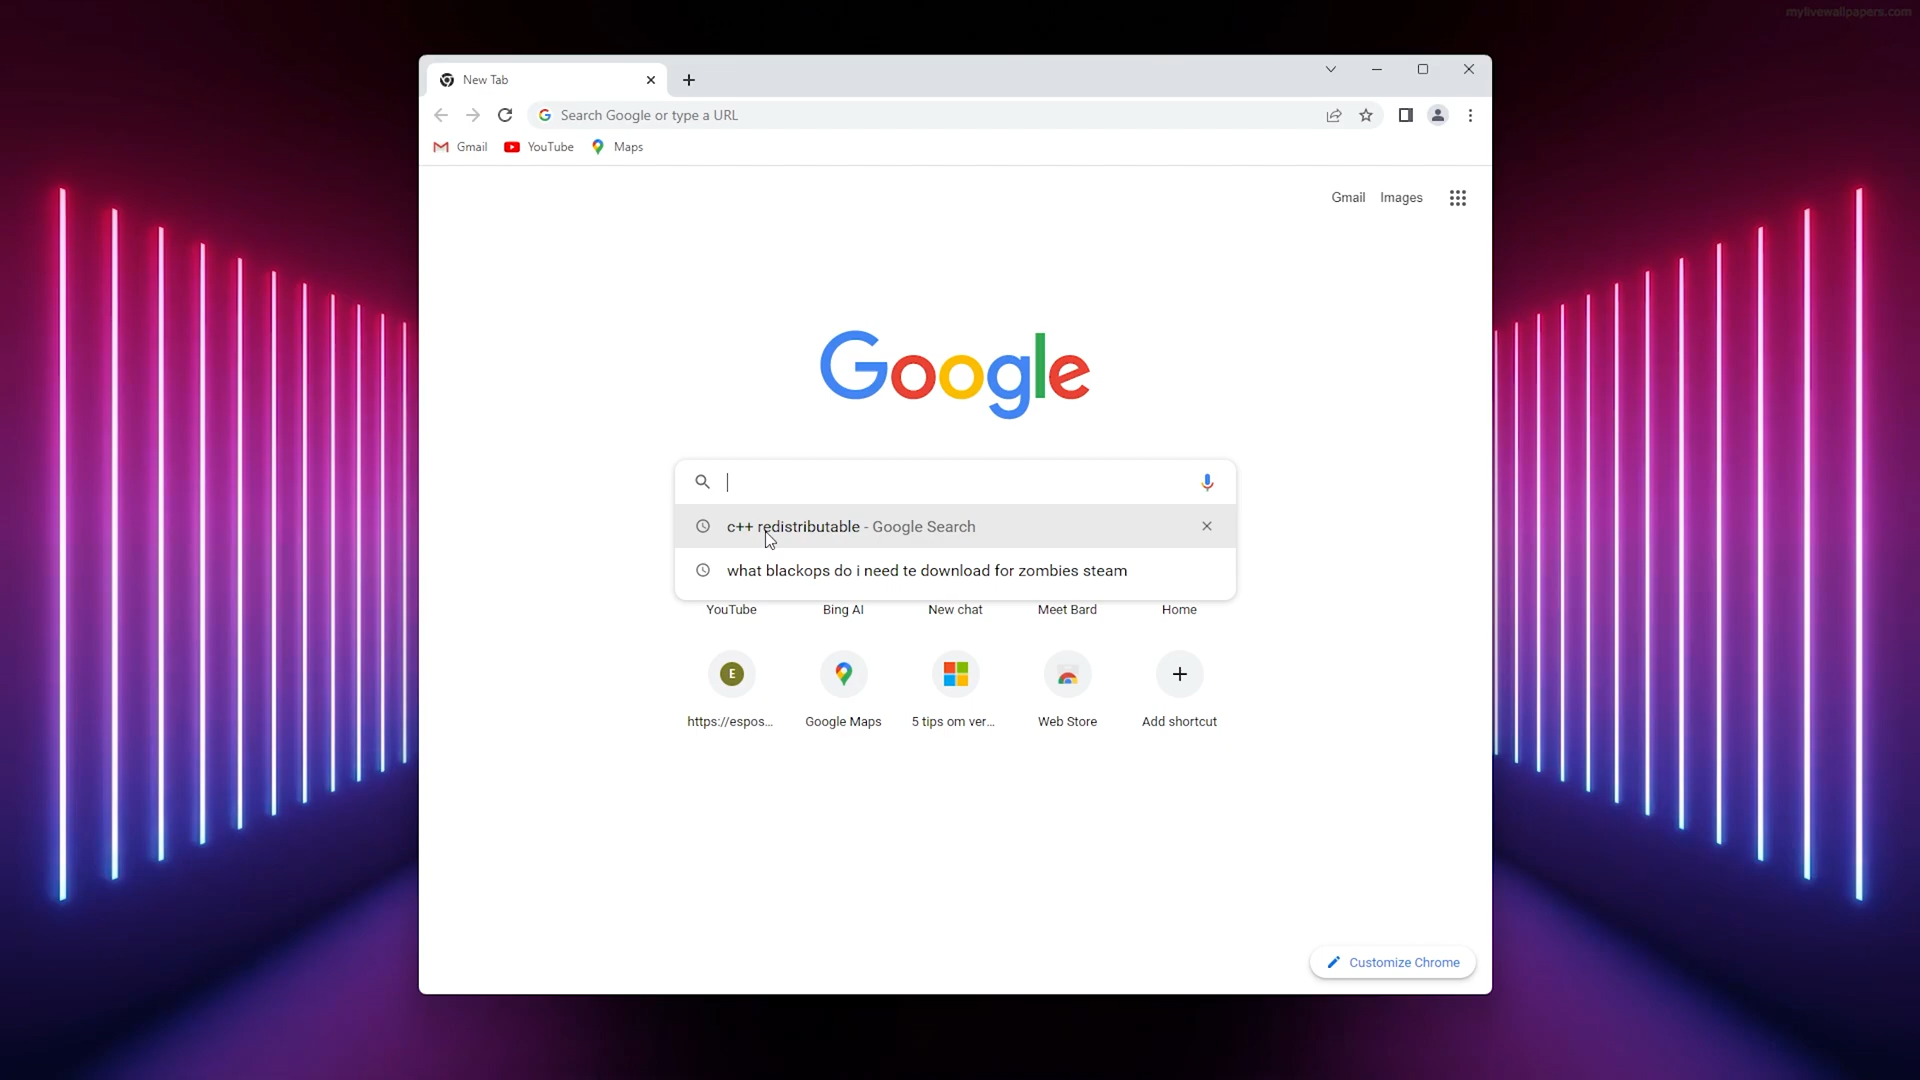 mylivewallpapers.com
New Tab
Search Google or type a URL
Gmail YouTube Maps
Gmail Images
Google
c++ redistributable - Google Search
what blackops do i need te download for zombies steam
YouTube Bing AI New chat Meet Bard Home
E
https://espos... Google Maps 5 tips om ver... Web Store Add shortcut
Customize Chrome